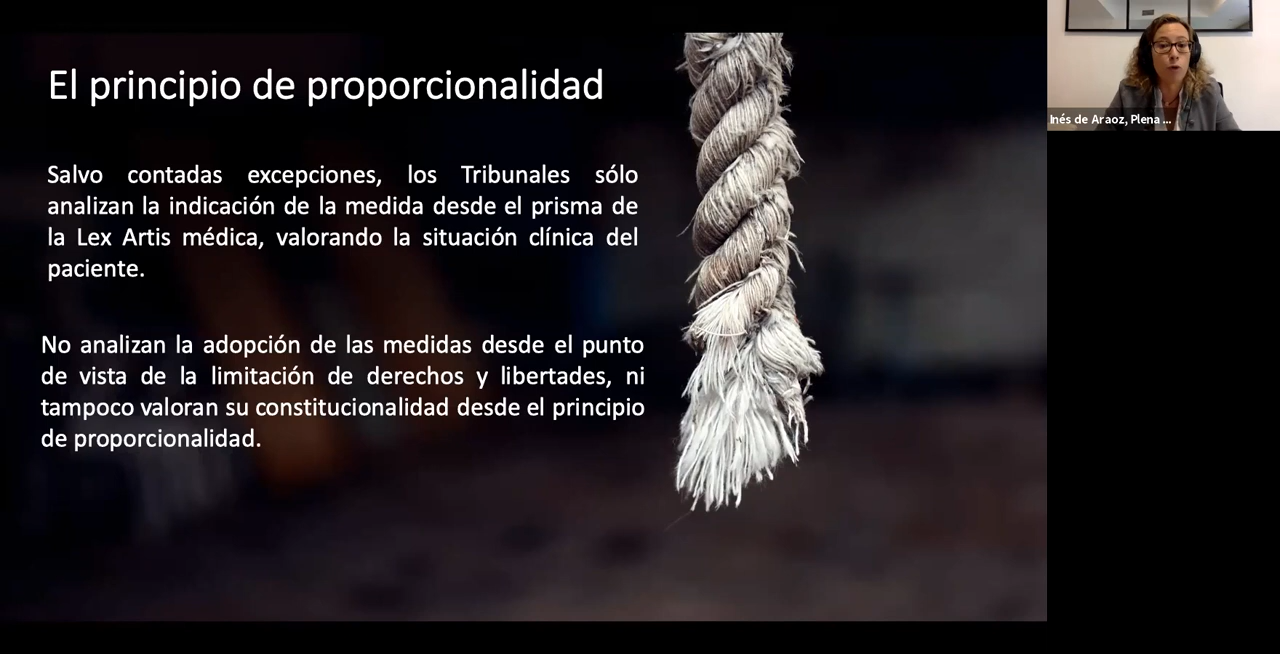 El principio de proporcionalidad
Salvo contadas excepciones, los Tribunales sólo
analizan la indicación de la medida desde el prisma de
la Lex Artis médica, valorando la situación clínica del
paciente.
No analizan la adopción de las medidas desde el punto
de vista de la limitación de derechos y libertades, ni
tampoco valoran su constitucionalidad desde el principio
de proporcionalidad.
Inés de Araoz, Plena ...